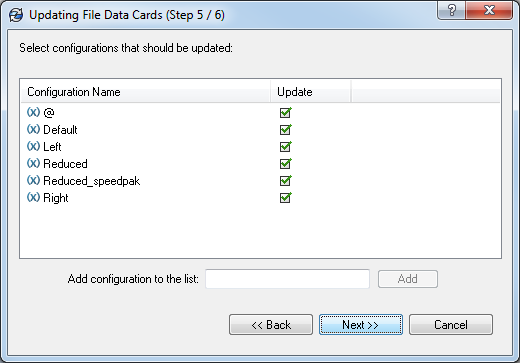 Updating File Data Cards (Step 5 / 6)
?
Select configurations that should be updated:
Configuration Name Update
(x) @
(x) Default
(x) Left
(x) Reduced
(x) Reduced_speedpak
(x) Right
Add configuration to the list: Add
<< Back Next >> Cancel